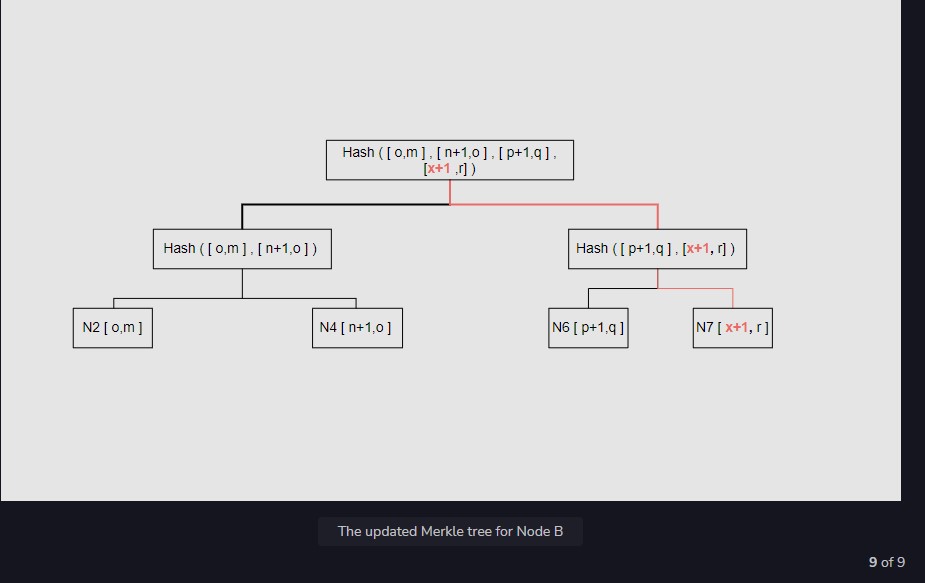 Hash ( [ o,m ] , [ n+1,o ] , [ p+1,q ] ,
[x+1 ,r] )
Hash ( [ o,m ] , [ n+1,o ] )
Hash ( [ p+1,q ] , [x+1, r] )
N2 [ o,m ]
N4 [ n+1,o ]
N6 [ p+1,q ]
N7 [ x+1, r ]
The updated Merkle tree for Node B
9 of 9